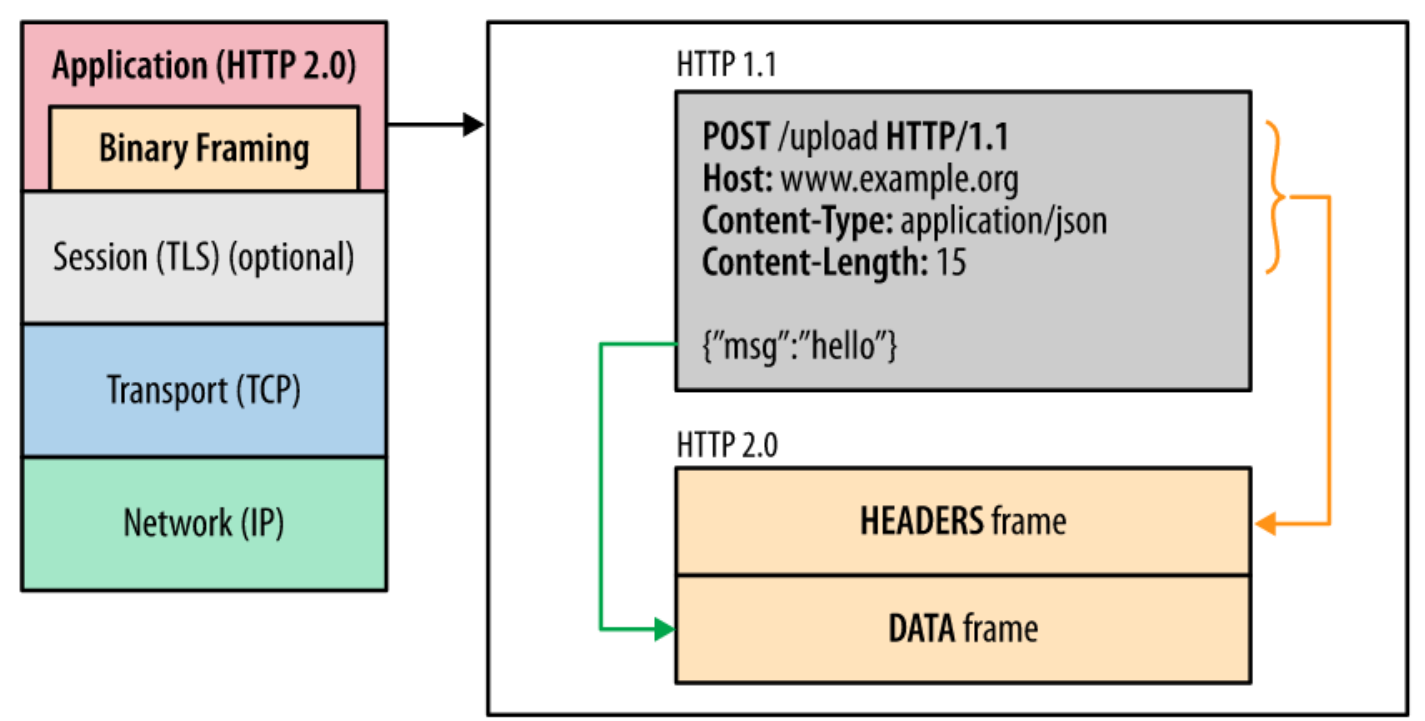 Application (HTTP 2.0)
Binary Framing
Session (TLS) (optional)
Transport (TCP)
Network (IP)
HTTP 1.1
POST /upload HTTP/1.1
Host: www.example.org
Content-Type: application/json
Content-Length: 15
{”msg”:”hello”}
HTTP 2.0
HEADERS frame
DATA frame